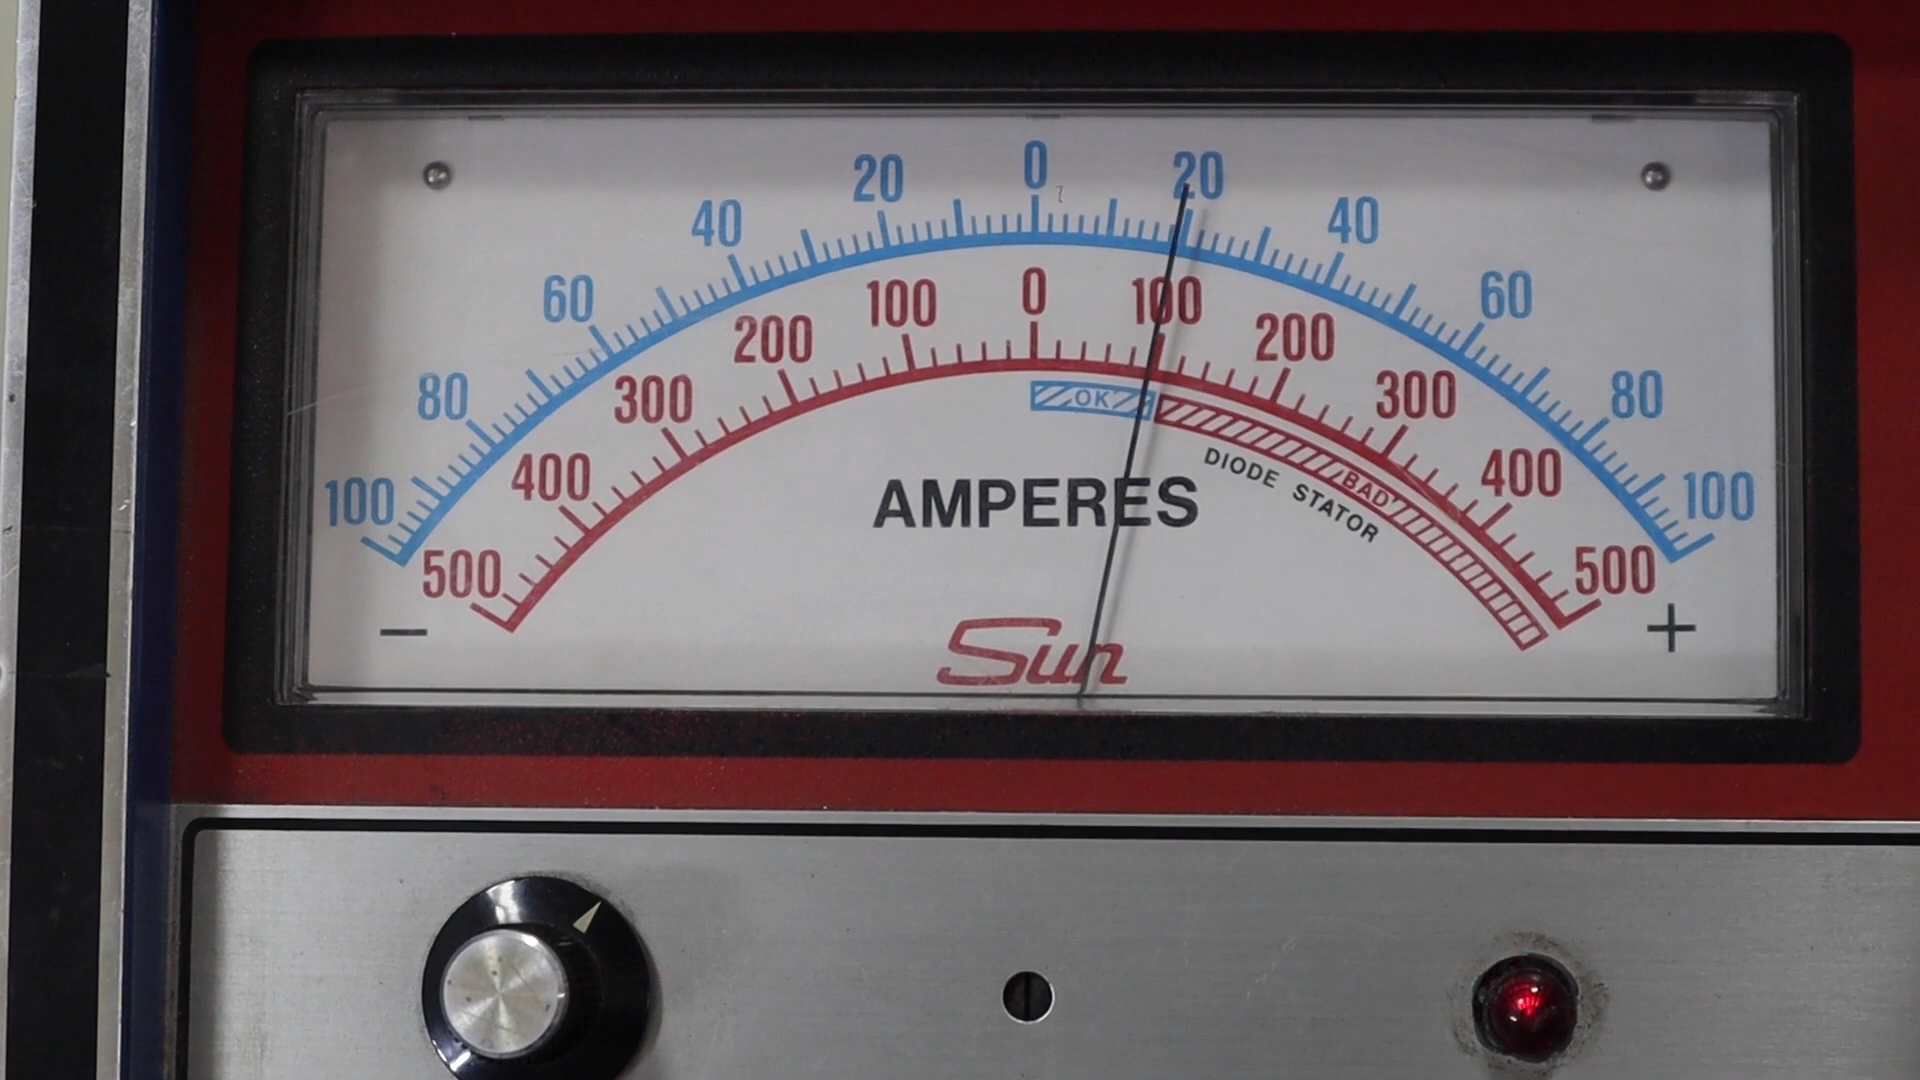 100 80 60 40 20 0 20 40 60 80 100
500 400 300 200 100 0 100 200 300 400 500
OK BAD
DIODE STATOR
AMPERES
− +
Sun